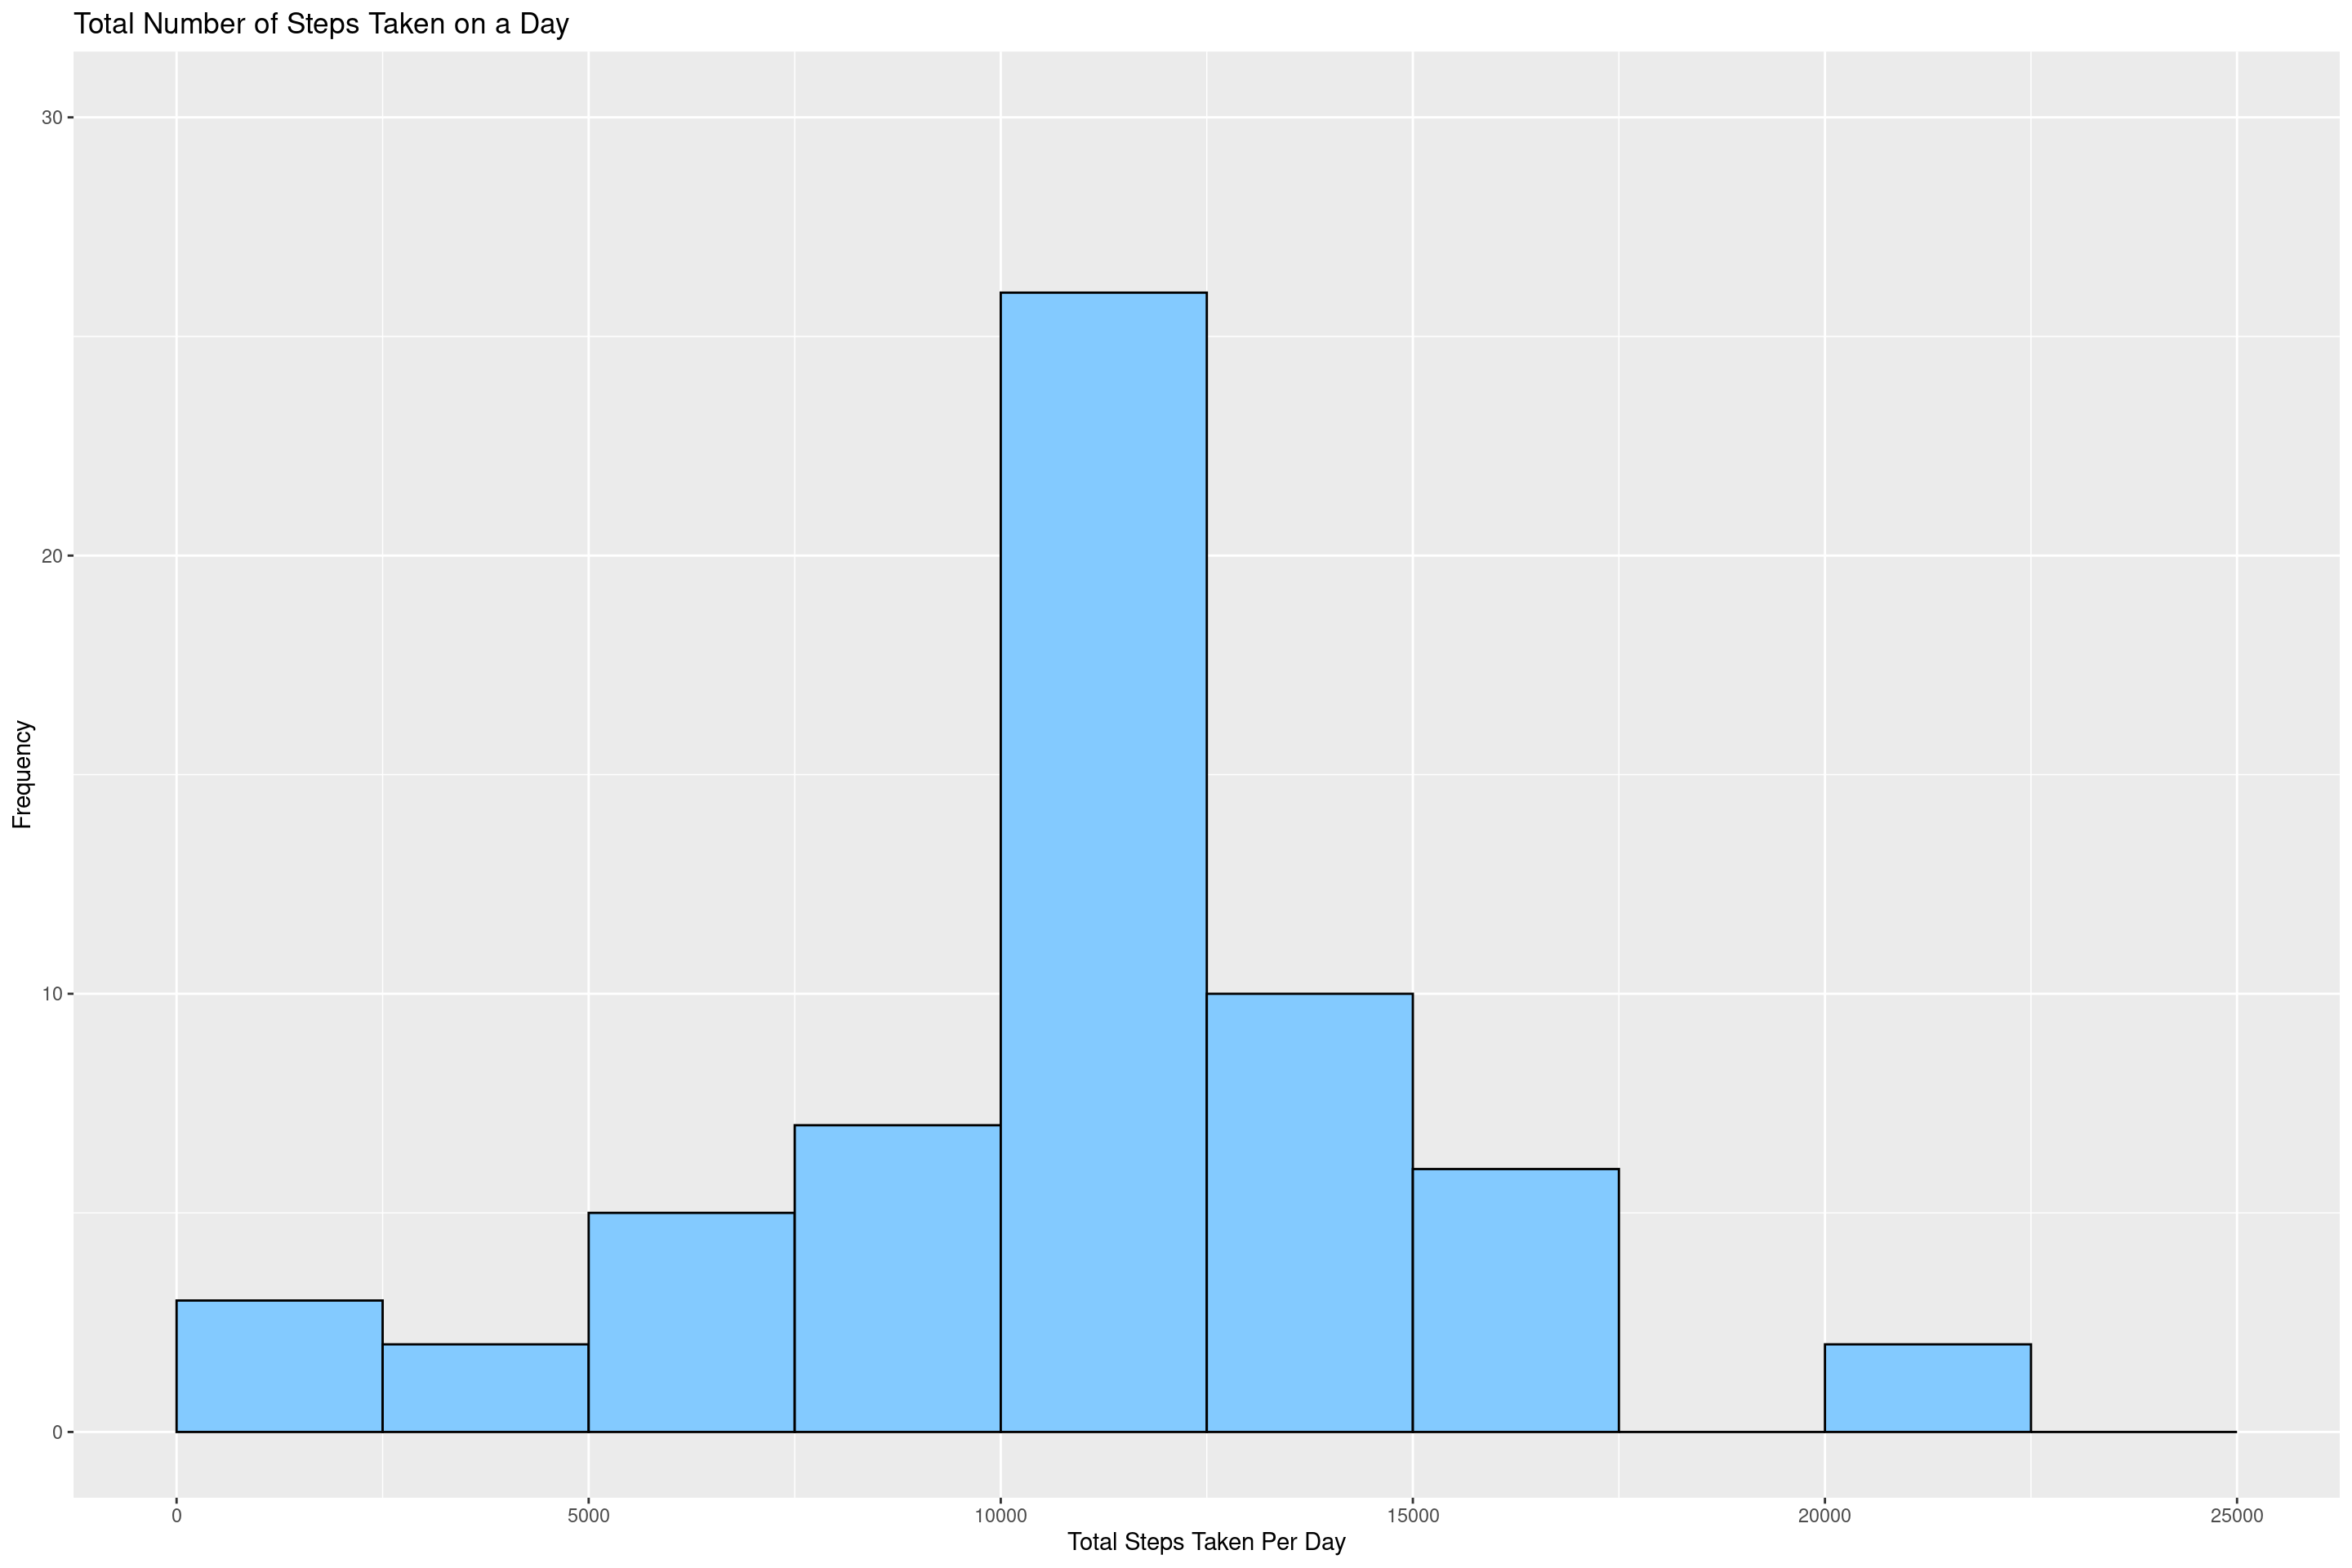 Total Number of Steps Taken on a Day
30
20
10
0
Frequency
0 5000 10000 15000 20000 25000
Total Steps Taken Per Day